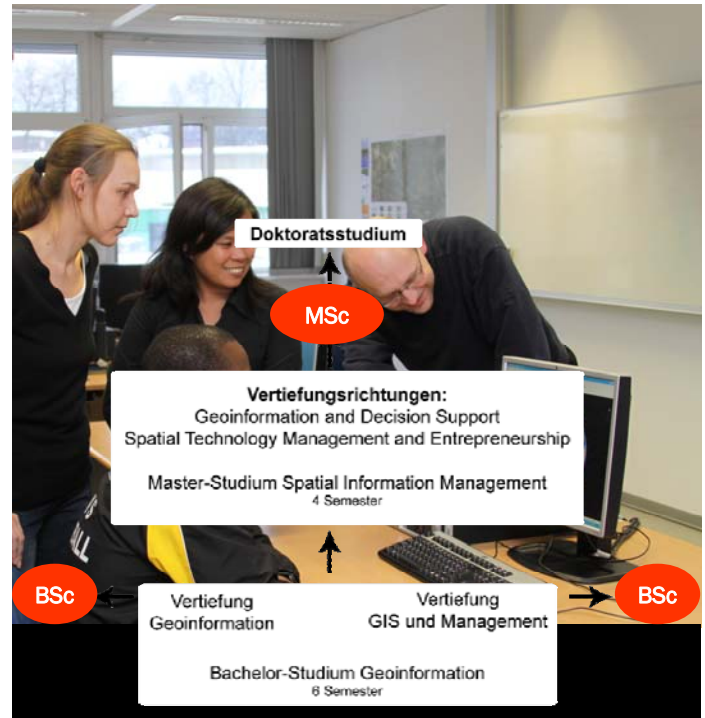 Doktoratsstudium
MSc
Vertiefungsrichtungen:
Geoinformation and Decision Support
Spatial Technology Management and Entrepreneurship
Master-Studium Spatial Information Management
4 Semester
ALL
BSc
Vertiefung
Geoinformation
Vertiefung
GIS und Management
BSc
Bachelor-Studium Geoinformation
6 Semester